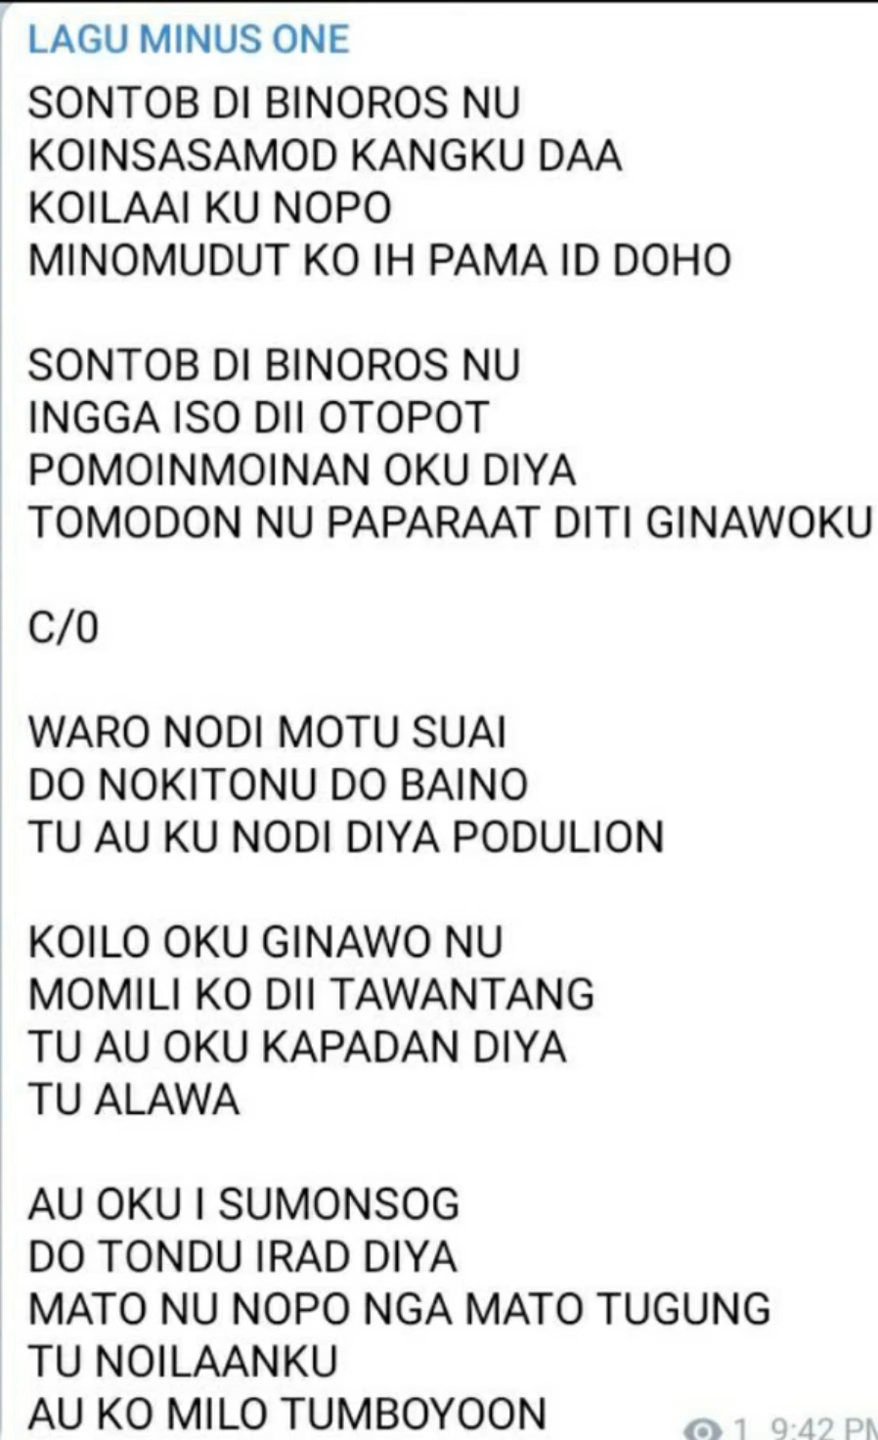 LAGU MINUS ONE
SONTOB DI BINOROS NU
KOINSASAMOD KANGKU DAA
KOILAAI KU NOPO
MINOMUDUT KO IH PAMA ID DOHO
SONTOB DI BINOROS NU
INGGA ISO DII OTOPOT
POMOINMOINAN OKU DIYA
TOMODON NU PAPARAAT DITI GINAWOKU
C/0
WARO NODI MOTU SUAI
DO NOKITONU DO BAINO
TU AU KU NODI DIYA PODULION
KOILO OKU GINAWO NU
MOMILI KO DII TAWANTANG
TU AU OKU KAPADAN DIYA
TU ALAWA
AU OKU I SUMONSOG
DO TONDU IRAD DIYA
MATO NU NOPO NGA MATO TUGUNG
TU NOILAANKU
AU KO MILO TUMBOYOON
1 9:42 PM